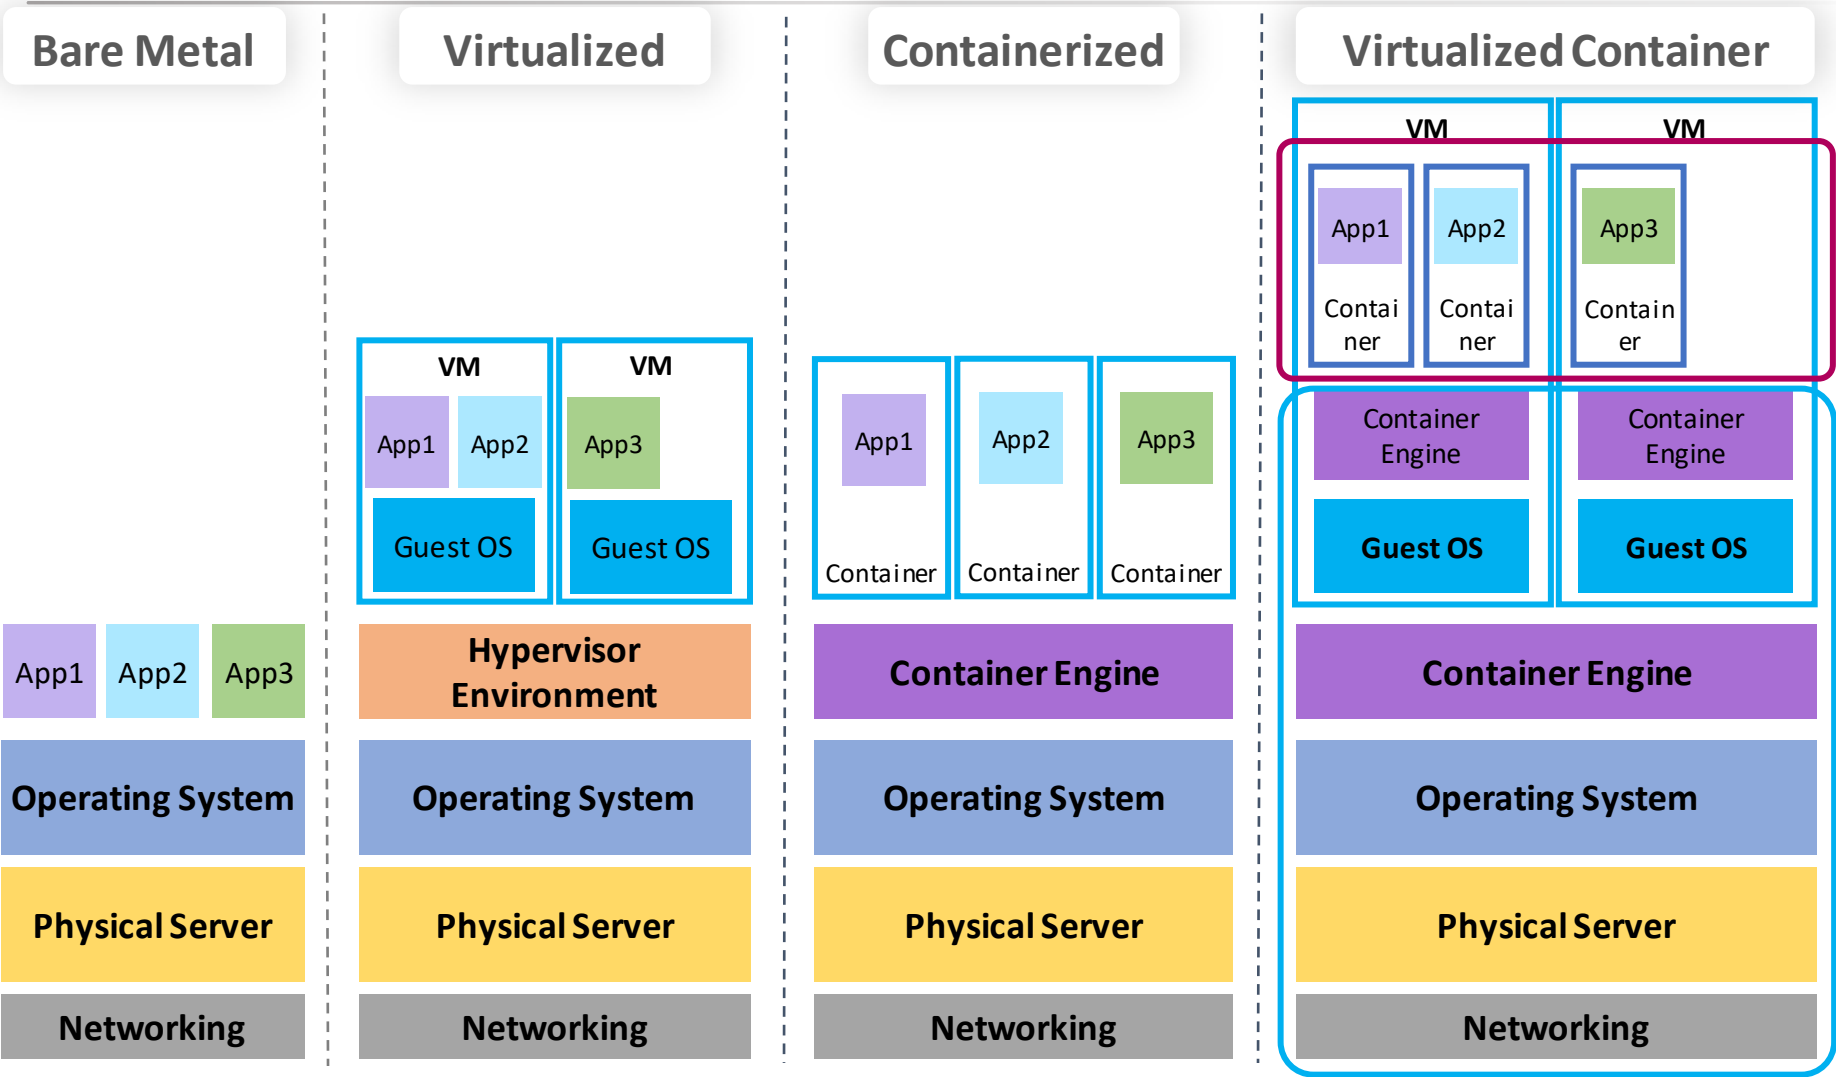 Bare Metal
Virtualized
Containerized
Virtualized Container
App1
App2
App3
Operating System
Physical Server
Networking
VM
VM
App1
App2
App3
Guest OS
Guest OS
Hypervisor
Environment
Operating System
Physical Server
Networking
App1
App2
App3
Container
Container
Container
Container Engine
Operating System
Physical Server
Networking
VM
VM
App1
App2
App3
Contai
ner
Contai
ner
Contain
er
Container
Engine
Container
Engine
Guest OS
Guest OS
Container Engine
Operating System
Physical Server
Networking